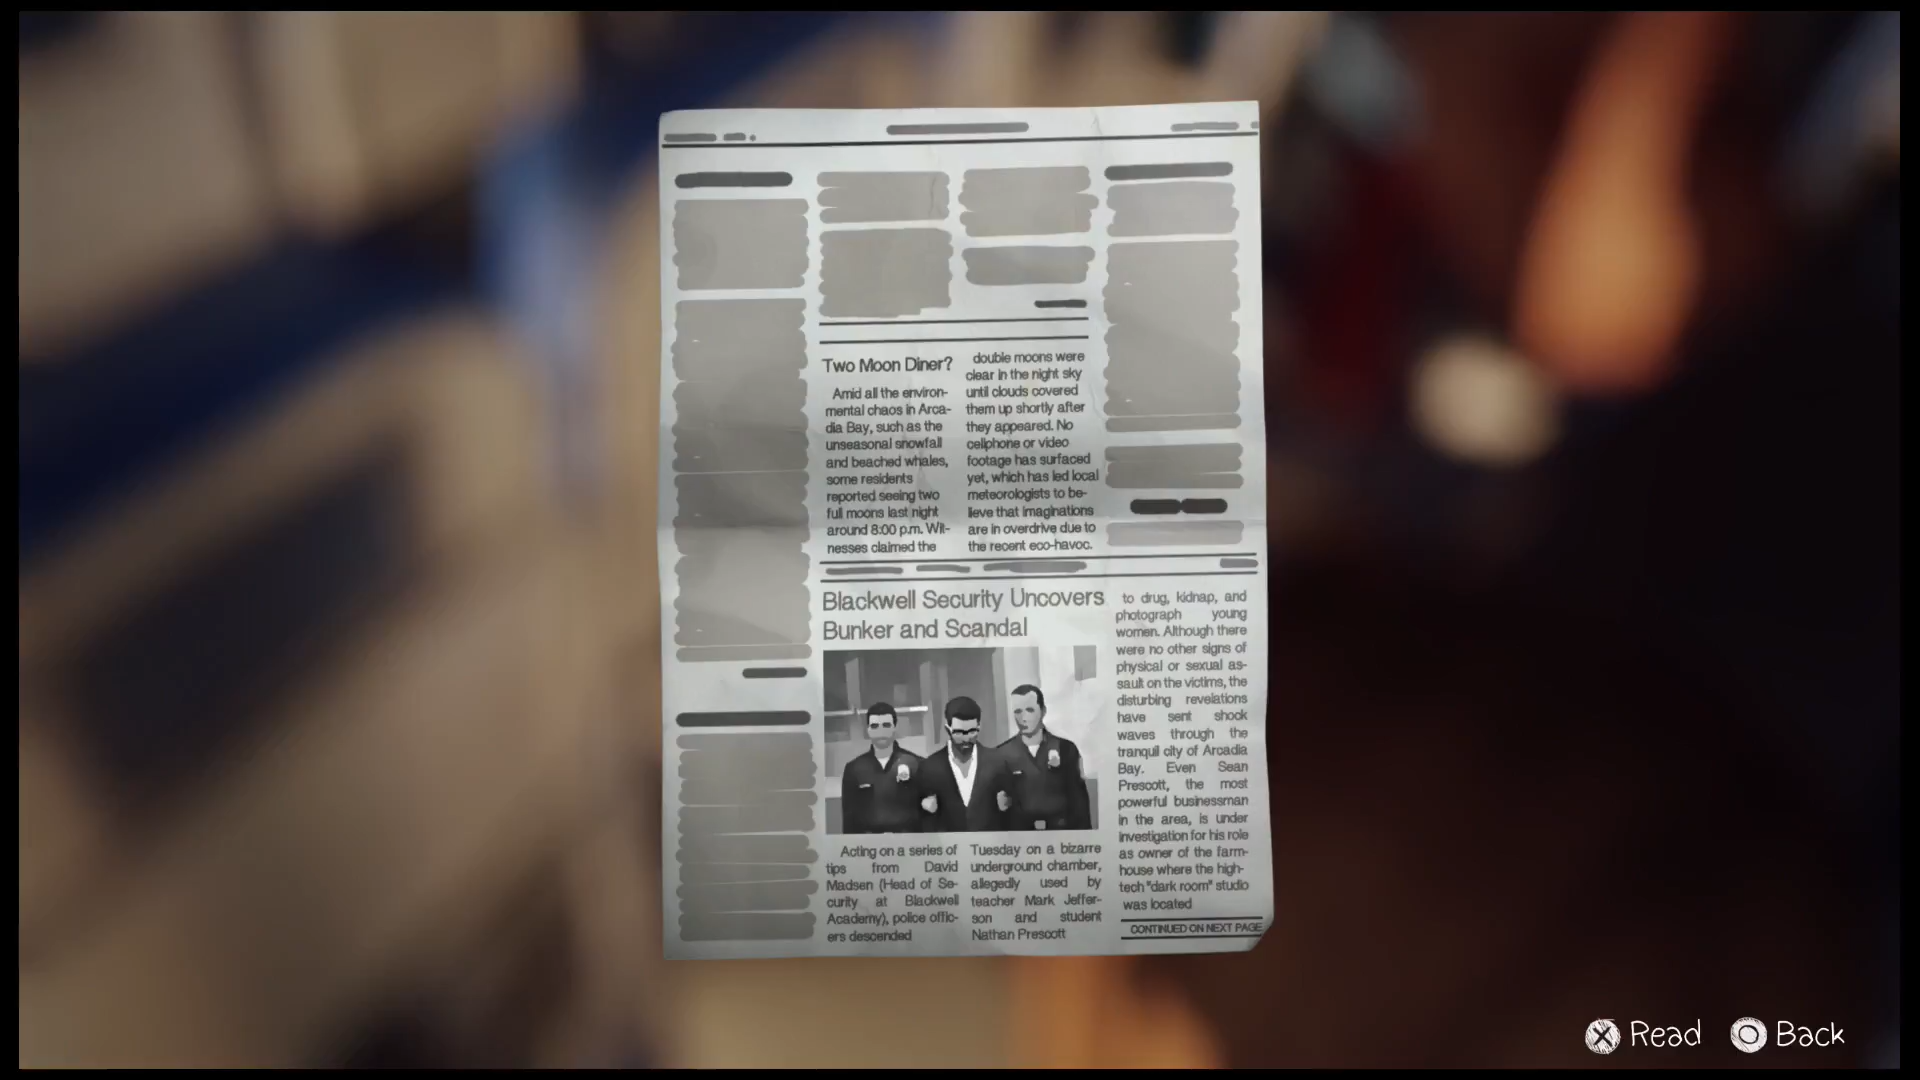 Two Moon Diner?
Amid all the environ-
mental chaos in Arca-
dia Bay, such as the
unseasonal snowfall
and beached whales,
some residents
reported seeing two
full moons last night
around 8:00 p.m. Wit-
nesses claimed the
double moons were
clear in the night sky
until clouds covered
them up shortly after
they appeared. No
cellphone or video
footage has surfaced
yet, which has led local
meteorologists to be-
lieve that imaginations
are in overdrive due to
the recent eco-havoc.
Blackwell Security Uncovers
Bunker and Scandal
Acting on a series of
tips from David
Madsen (Head of Se-
curity at Blackwell
Academy), police offic-
ers descended
Tuesday on a bizarre
underground chamber,
allegedly used by
teacher Mark Jeffer-
son and student
Nathan Prescott
to drug, kidnap, and
photograph young
women. Although there
were no other signs of
physical or sexual as-
sault on the victims, the
disturbing revelations
have sent shock
waves through the
tranquil city of Arcadia
Bay. Even Sean
Prescott, the most
powerful businessman
in the area, is under
investigation for his role
as owner of the farm-
house where the high-
tech "dark room" studio
was located
CONTINUED ON NEXT PAGE
Read
Back